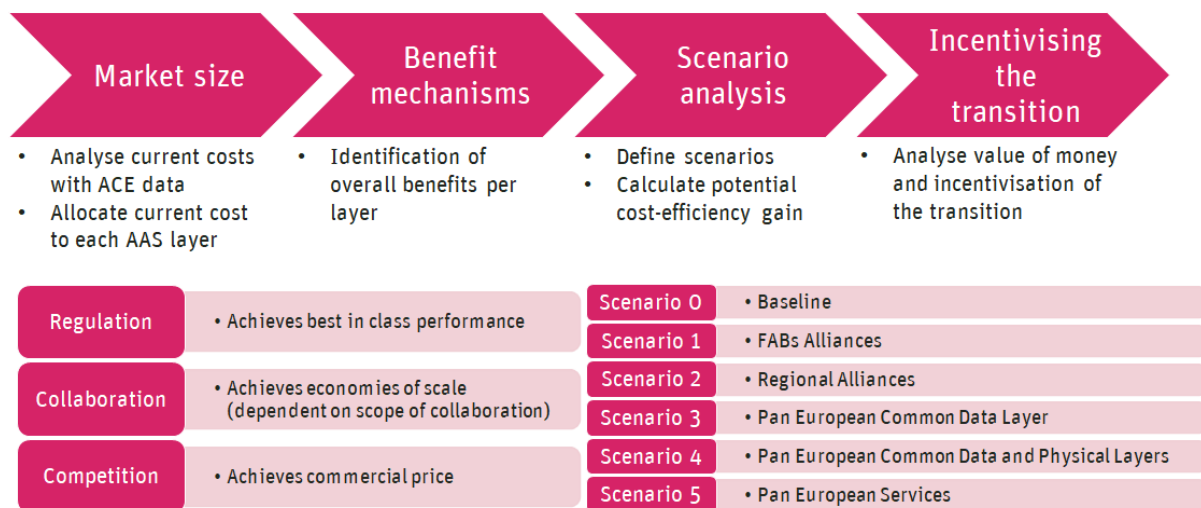 Market size
Benefit
mechanisms
Scenario
analysis
Incentivising
the
transition
• Analyse current costs
with ACE data
• Allocate current cost
to each AAS layer
• Identification of
overall benefits per
layer
• Define scenarios
• Calculate potential
cost-efficiency gain
• Analyse value of money
and incentivisation of
the transition
Regulation
• Achieves best in class performance
Collaboration
• Achieves economies of scale
(dependent on scope of collaboration)
Competition
• Achieves commercial price
Scenario 0
• Baseline
Scenario 1
• FABs Alliances
Scenario 2
• Regional Alliances
Scenario 3
• Pan European Common Data Layer
Scenario 4
• Pan European Common Data and Physical Layers
Scenario 5
• Pan European Services